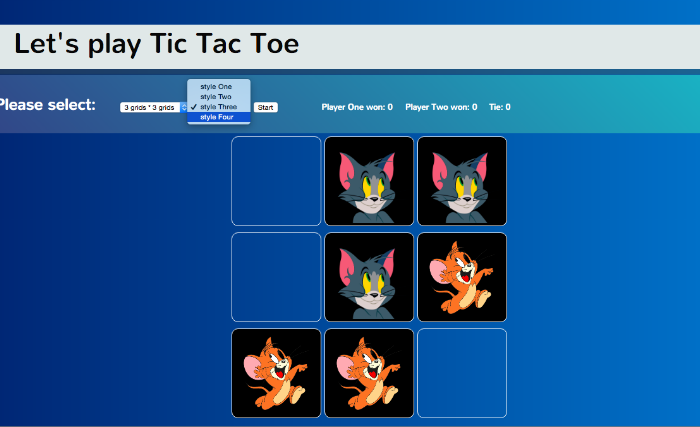 Let's play Tic Tac Toe
Please select:
3 grids * 3 grids
style One
style Two
✓ style Three
style Four
Start
Player One won: 0 Player Two won: 0 Tie: 0